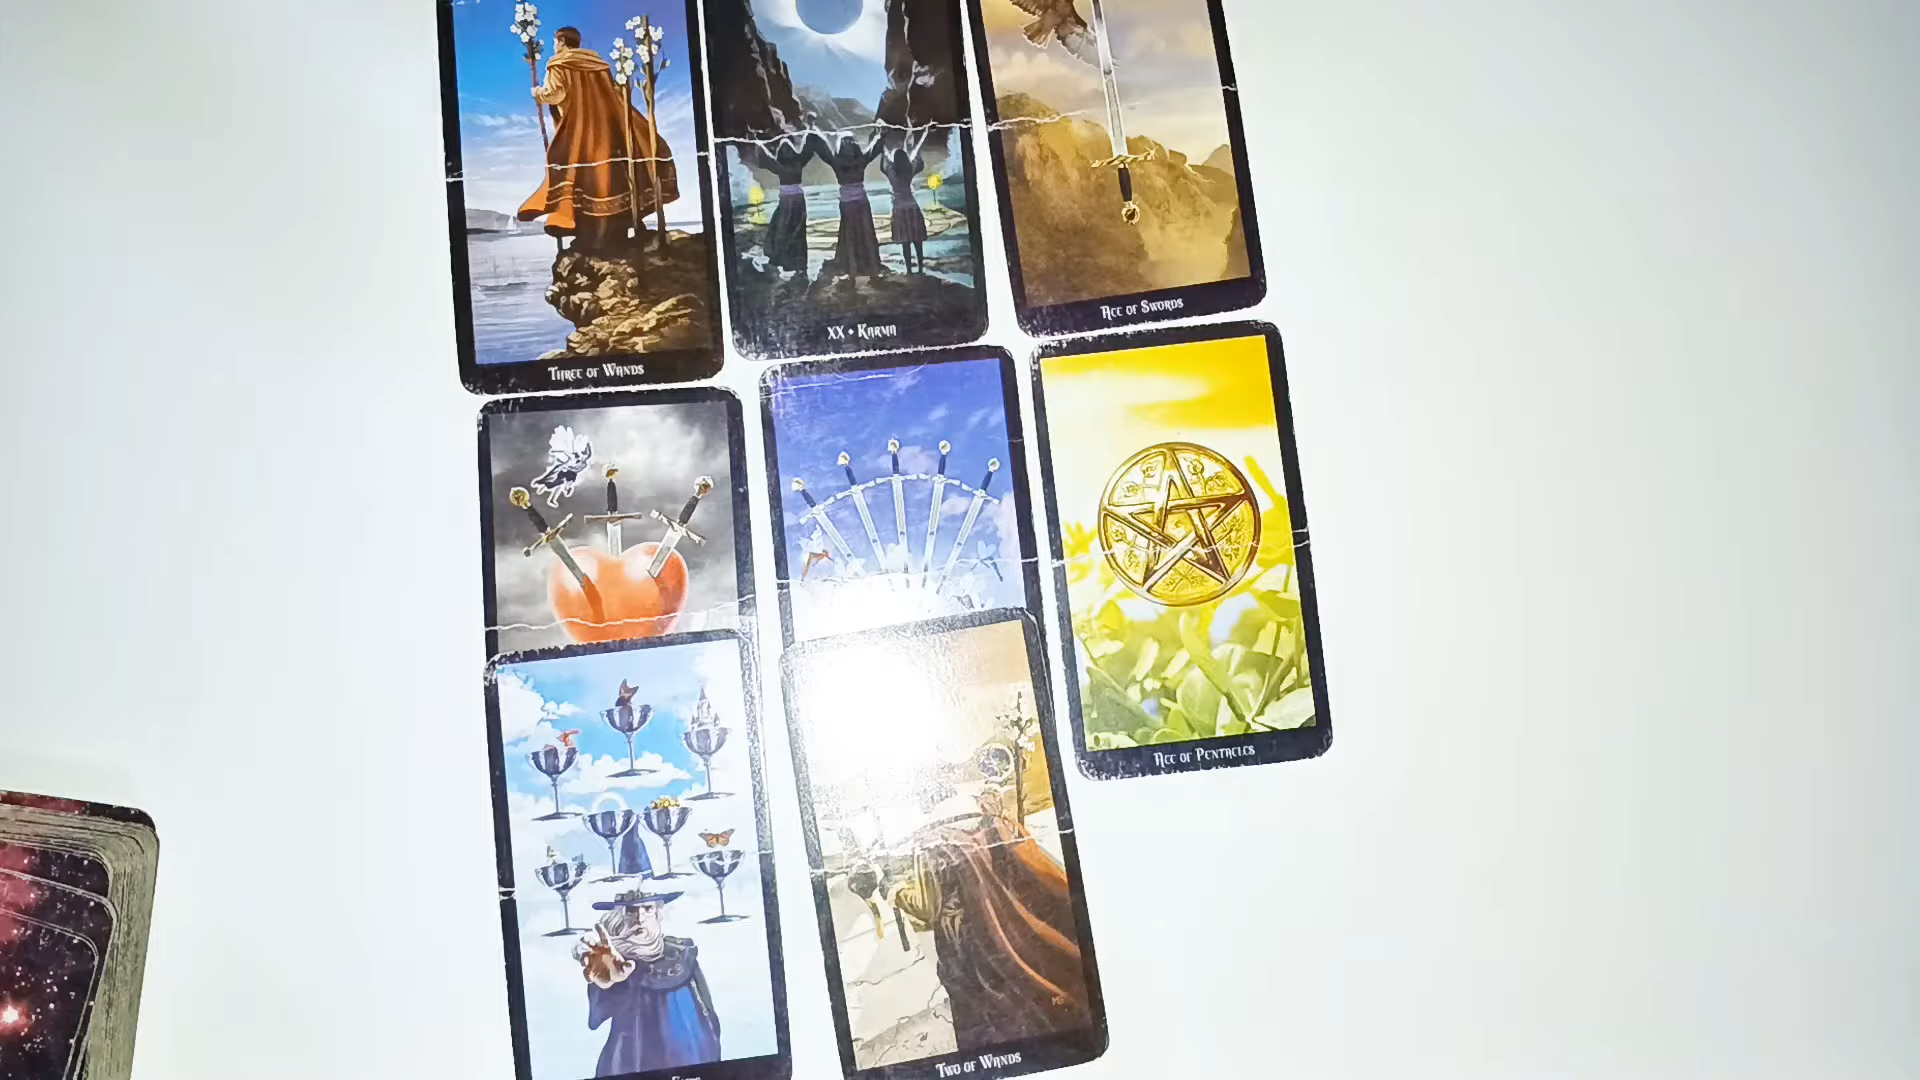 Three of Wands
XX • Karma
Ace of Swords
Ace of Pentacles
Two of Wands